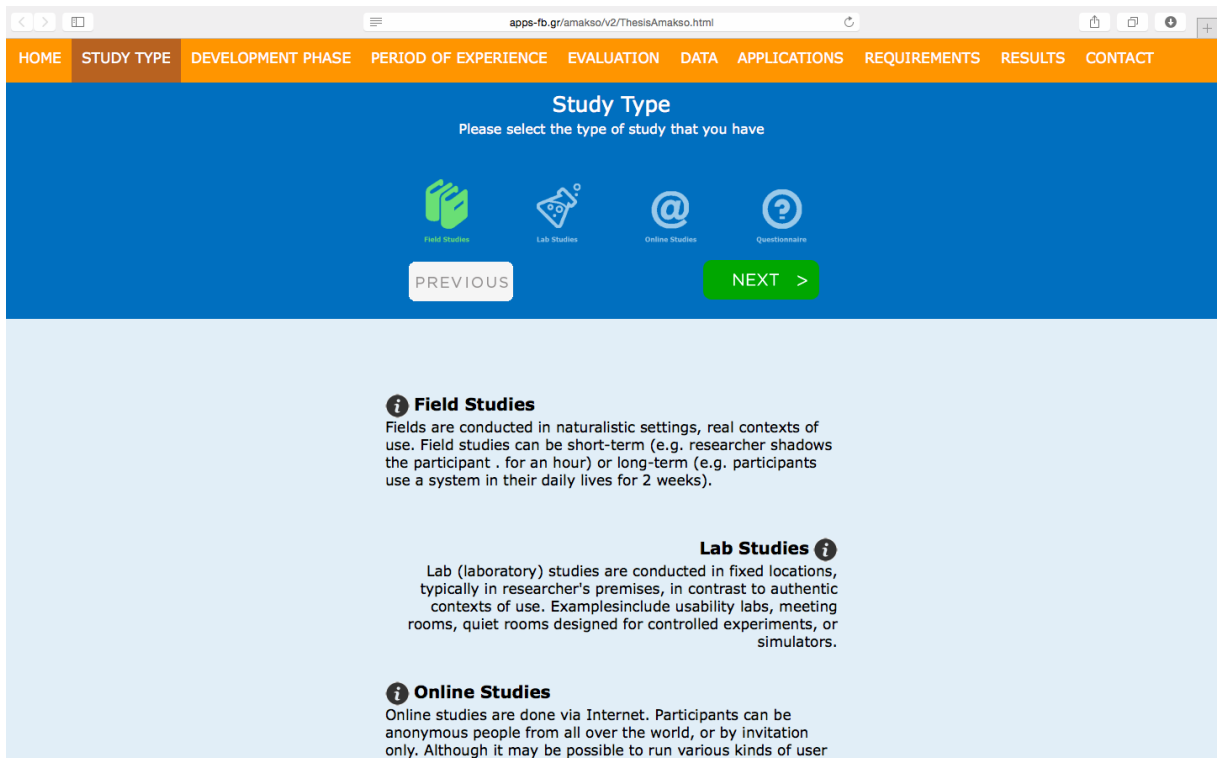 apps-fb.gr/amakso/v2/ThesisAmakso.html
HOME STUDY TYPE DEVELOPMENT PHASE PERIOD OF EXPERIENCE EVALUATION DATA APPLICATIONS REQUIREMENTS RESULTS CONTACT
Study Type
Please select the type of study that you have
Field Studies Lab Studies Online Studies Questionnaire
PREVIOUS NEXT >
Field Studies
Fields are conducted in naturalistic settings, real contexts of
use. Field studies can be short-term (e.g. researcher shadows
the participant . for an hour) or long-term (e.g. participants
use a system in their daily lives for 2 weeks).
Lab Studies
Lab (laboratory) studies are conducted in fixed locations,
typically in researcher's premises, in contrast to authentic
contexts of use. Examplesinclude usability labs, meeting
rooms, quiet rooms designed for controlled experiments, or
simulators.
Online Studies
Online studies are done via Internet. Participants can be
anonymous people from all over the world, or by invitation
only. Although it may be possible to run various kinds of user